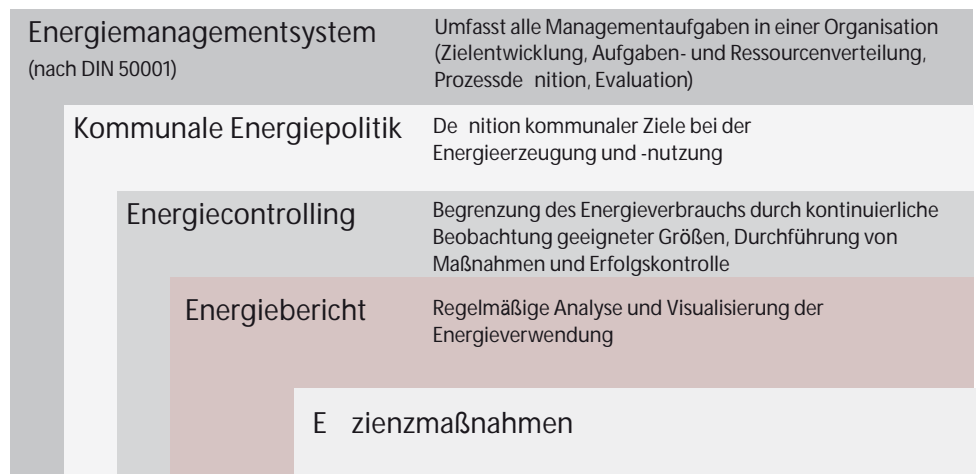 Energiemanagementsystem
(nach DIN 50001)
Umfasst alle Managementaufgaben in einer Organisation
(Zielentwicklung, Aufgaben- und Ressourcenverteilung,
Prozessde nition, Evaluation)
Kommunale Energiepolitik
De nition kommunaler Ziele bei der
Energieerzeugung und -nutzung
Energiecontrolling
Begrenzung des Energieverbrauchs durch kontinuierliche
Beobachtung geeigneter Größen, Durchführung von
Maßnahmen und Erfolgskontrolle
Energiebericht
Regelmäßige Analyse und Visualisierung der
Energieverwendung
E zienzmaßnahmen